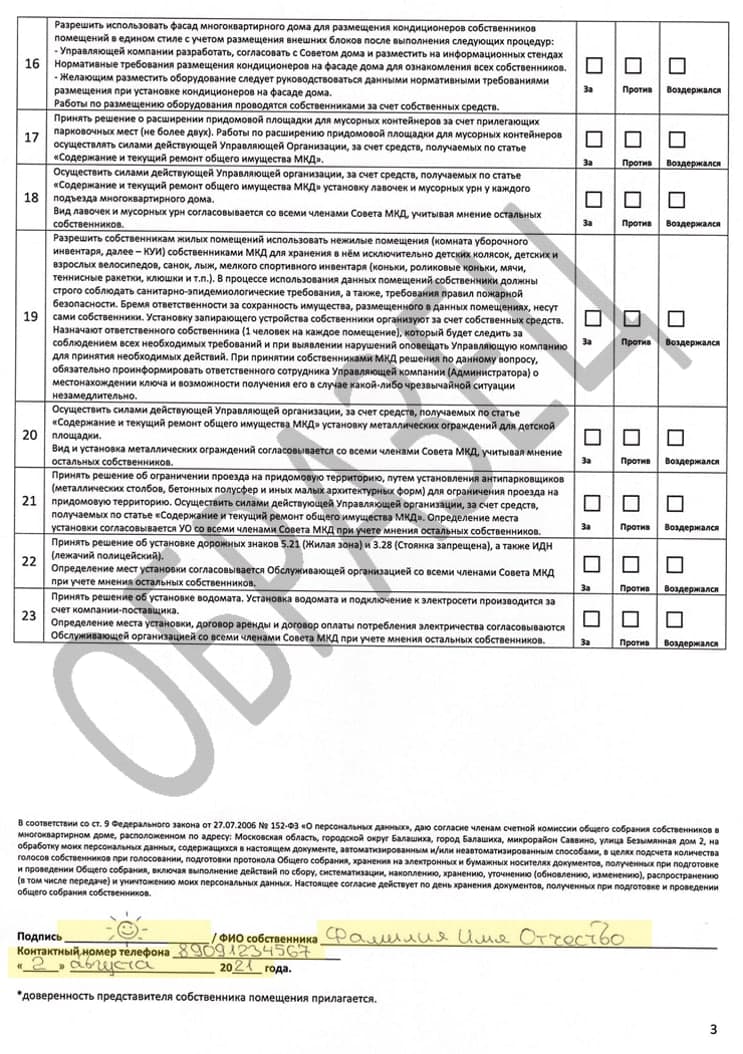 16
Разрешить использовать фасад многоквартирного дома для размещения кондиционеров собственников
помещений в едином стиле с учетом размещения внешних блоков после выполнения следующих процедур:
- Управляющей компании разработать, согласовать с Советом дома и разместить на информационных стендах
Нормативные требования размещения кондиционеров на фасаде дома для ознакомления всех собственников.
- Желающим разместить оборудование следует руководствоваться данными нормативными требованиями
размещения при установке кондиционеров на фасаде дома.
Работы по размещению оборудования проводятся собственниками за счет собственных средств.
За Против Воздержался
17
Принять решение о расширении придомовой площадки для мусорных контейнеров за счет прилегающих
парковочных мест (не более двух). Работы по расширению придомовой площадки для мусорных контейнеров
осуществлять силами действующей Управляющей Организации, за счет средств, получаемых по статье
«Содержание и текущий ремонт общего имущества МКД».
За Против Воздержался
18
Осуществить силами действующей Управляющей организации, за счет средств, получаемых по статье
«Содержание и текущий ремонт общего имущества МКД» установку лавочек и мусорных урн у каждого
подъезда многоквартирного дома.
Вид лавочек и мусорных урн согласовывается со всеми членами Совета МКД, учитывая мнение остальных
собственников.
За Против Воздержался
19
Разрешить собственникам жилых помещений использовать нежилые помещения (комната уборочного
инвентаря, далее – КУИ) собственниками МКД для хранения в нём исключительно детских колясок, детских и
взрослых велосипедов, санок, лыж, мелкого спортивного инвентаря (коньки, роликовые коньки, мячи,
теннисные ракетки, клюшки и т.п.). В процессе использования данных помещений собственники должны
строго соблюдать санитарно-эпидемиологические требования, а также, требования правил пожарной
безопасности. Бремя ответственности за сохранность имущества, размещенного в данных помещениях, несут
сами собственники. Установку запирающего устройства собственники организуют за счет собственных средств.
Назначают ответственного собственника (1 человек на каждое помещение), который будет следить за
соблюдением всех необходимых требований и при выявлении нарушений оповещать Управляющую компанию
для принятия необходимых действий. При принятии собственниками МКД решения по данному вопросу,
обязательно проинформировать ответственного сотрудника Управляющей компании (Администратора) о
местонахождении ключа и возможности получения его в случае какой-либо чрезвычайной ситуации
незамедлительно.
За Против Воздержался
20
Осуществить силами действующей Управляющей организации, за счет средств, получаемых по статье
«Содержание и текущий ремонт общего имущества МКД» установку металлических ограждений для детской
площадки.
Вид и установка металлических ограждений согласовывается со всеми членами Совета МКД, учитывая мнение
остальных собственников.
За Против Воздержался
21
Принять решение об ограничении проезда на придомовую территорию, путем установления антипарковщиков
(металлических столбов, бетонных полусфер и иных малых архитектурных форм) для ограничения проезда на
придомовую территорию. Осуществить силами действующей Управляющей организации, за счет средств,
получаемых по статье «Содержание и текущий ремонт общего имущества МКД». Определение места
установки согласовывается УО со всеми членами Совета МКД при учете мнения остальных собственников.
За Против Воздержался
22
Принять решение об установке дорожных знаков 5.21 (Жилая зона) и 3.28 (Стоянка запрещена), а также ИДН
(лежачий полицейский).
Определение мест установки согласовывается Обслуживающей организацией со всеми членами Совета МКД
при учете мнения остальных собственников.
За Против Воздержался
23
Принять решение об установке водомата. Установка водомата и подключение к электросети производится за
счет компании-поставщика.
Определение места установки, договор аренды и договор оплаты потребления электричества согласовываются
Обслуживающей организацией со всеми членами Совета МКД при учете мнения остальных собственников.
За Против Воздержался
ОБРАЗЕЦ
В соответствии со ст. 9 Федерального закона от 27.07.2006 № 152-ФЗ «О персональных данных», даю согласие членам счетной комиссии общего собрания собственников в
многоквартирном доме, расположенном по адресу: Московская область, городской округ Балашиха, город Балашиха, микрорайон Саввино, улица Безымянная дом 2, на
обработку моих персональных данных, содержащихся в настоящем документе, автоматизированным и/или неавтоматизированным способами, в целях подсчета количества
голосов собственников при голосовании, подготовки протокола Общего собрания, хранения на электронных и бумажных носителях документов, полученных при подготовке
и проведении Общего собрания, включая выполнение действий по сбору, систематизации, накоплению, хранению, уточнению (обновлению, изменению), распространению
(в том числе передаче) и уничтожению моих персональных данных. Настоящее согласие действует по день хранения документов, полученных при подготовке и проведении
общего собрания собственников.
Подпись / ФИО собственника Фамилия Имя Отчество
Контактный номер телефона 89091234567
« 2 » августа 2021 года.
*доверенность представителя собственника помещения прилагается.
3